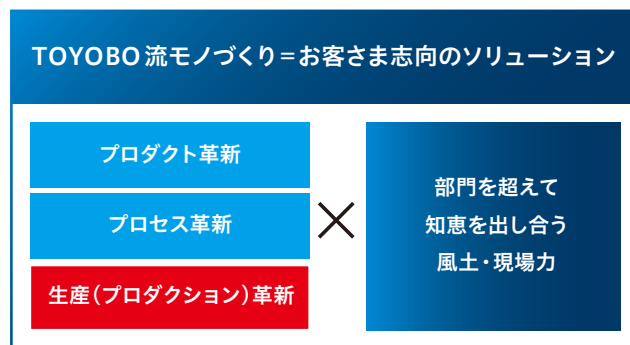 TOYOBO流モノづくり=お客さま志向のソリューション
プロダクト革新
プロセス革新
生産(プロダクション)革新
×
部門を超えて
知恵を出し合う
風土・現場力